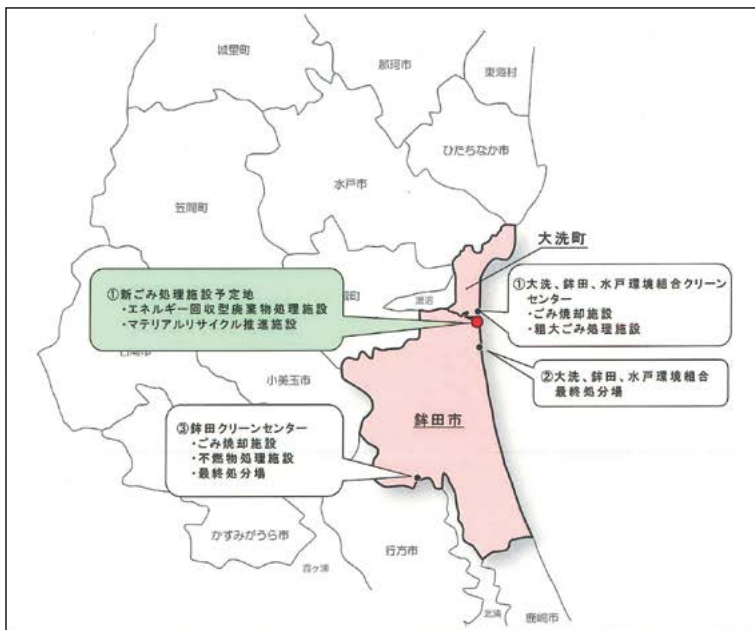 城里町
那珂市
東海村
ひたちなか市
水戸市
笠間町
大洗町
涸沼
①新ごみ処理施設予定地
・エネルギー回収型廃棄物処理施設
・マテリアルリサイクル推進施設
①大洗、鉾田、水戸環境組合クリーン
センター
・ごみ焼却施設
・粗大ごみ処理施設
②大洗、鉾田、水戸環境組合
最終処分場
小美玉市
鉾田市
③鉾田クリーンセンター
・ごみ焼却施設
・不燃物処理施設
・最終処分場
かすみがうら市
行方市
霞ヶ浦
北浦
鹿嶋市